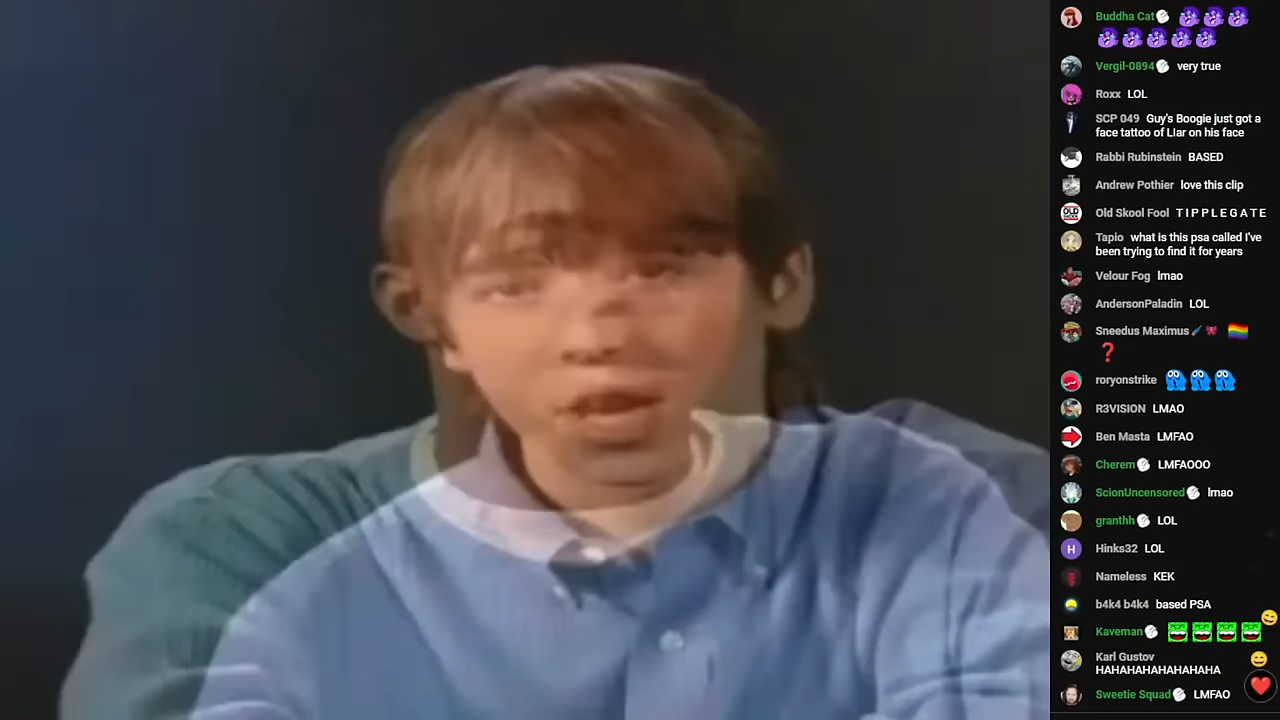 Buddha Cat
Vergil-0894 very true
Roxx LOL
SCP 049 Guy's Boogie just got a
face tattoo of LIar on his face
Rabbi Rubinstein BASED
Andrew Pothier love this clip
Old Skool Fool T I P P L E G A T E
Tapio what is this psa called I've
been trying to find it for years
Velour Fog lmao
AndersonPaladin LOL
Sneedus Maximus
roryonstrike
R3VISION LMAO
Ben Masta LMFAO
Cherem LMFAOOO
ScionUncensored lmao
granthh LOL
H Hinks32 LOL
Nameless KEK
b4k4 b4k4 based PSA
Kaveman
Karl Gustov
HAHAHAHAHAHAHA
Sweetie Squad LMFAO